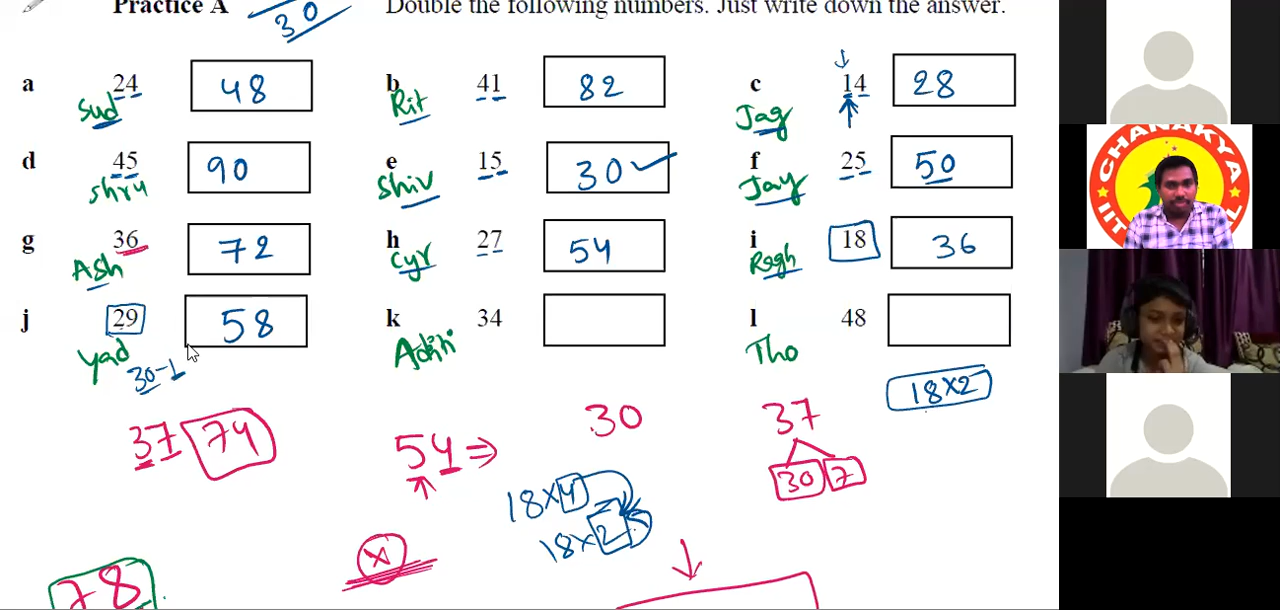 Practice A 30 Double the following numbers. Just write down the answer.
a 24 48 b 41 82 c 14 28
Sud Rit Jag
d 45 90 e 15 30 f 25 50
Shru Shiv Jay
g 36 72 h 27 54 i 18 36
Ash Cyr Ragh
j 29 58 k 34 l 48
Yad Aditi Tho
30-1 18×2
37 74 54 ⇒ 30 37
30 7
18×4
18×2
×
78
CHANAKYA
IIT